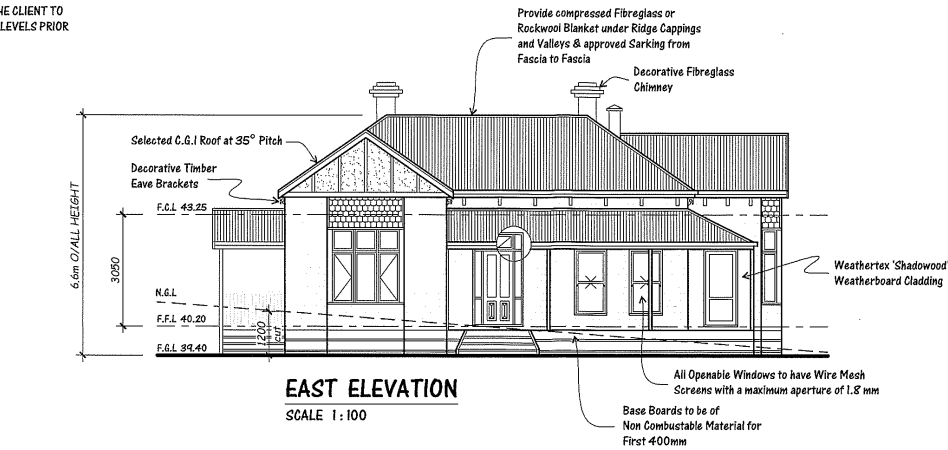 HE CLIENT TO
LEVELS PRIOR
Provide compressed Fibreglass or
Rockwool Blanket under Ridge Cappings
and Valleys & approved Sarking from
Fascia to Fascia
Decorative Fibreglass
Chimney
Selected C.G.I Roof at 35° Pitch
Decorative Timber
Eave Brackets
F.C.L 43.25
6.6m O/ALL HEIGHT
3050
N.G.L
F.F.L 40.20
1200
cut
F.G.L 39.40
Weathertex 'Shadowood'
Weatherboard Cladding
All Openable Windows to have Wire Mesh
Screens with a maximum aperture of 1.8 mm
Base Boards to be of
Non Combustable Material for
First 400mm
EAST ELEVATION
SCALE 1:100